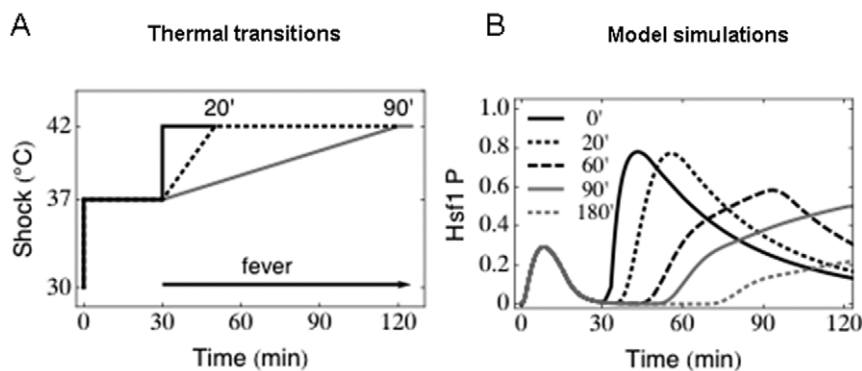 A
Thermal transitions
20'
90'
42
37
30
Shock (°C)
fever
0
30
60
90
120
Time (min)
B
Model simulations
1.0
0.8
0.6
0.4
0.2
0
Hsf1 P
0'
20'
60'
90'
180'
0
30
60
90
120
Time (min)